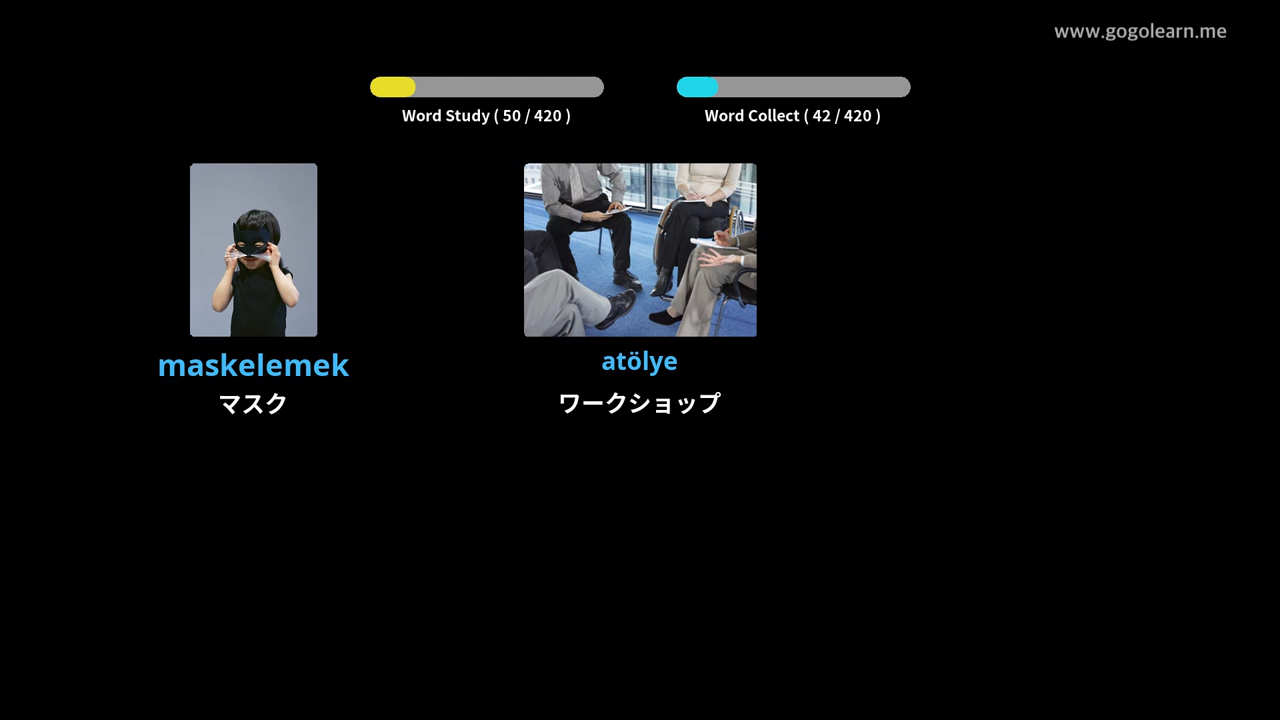 www.gogolearn.me
Word Study ( 50 / 420 )
Word Collect ( 42 / 420 )
maskelemek
マスク
atölye
ワークショップ